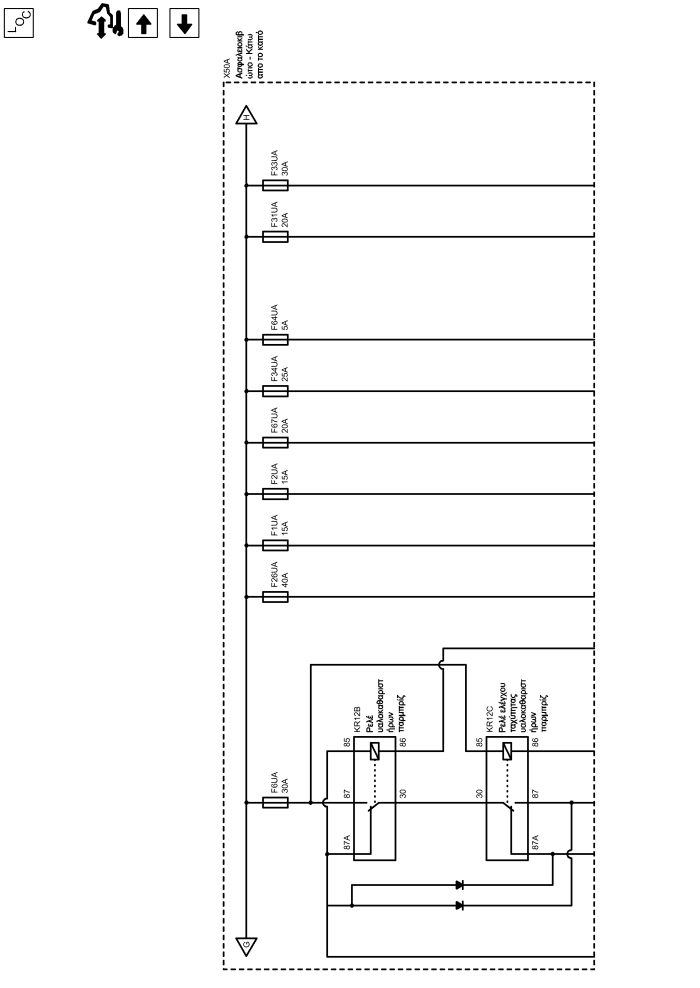 LOC
X50A
Ασφαλειοκιβ
ώτιο - Κάτω
από το καπό
H
F33UA
30A
F31UA
20A
F64UA
5A
F34UA
25A
F67UA
20A
F2UA
15A
F1UA
15A
F26UA
40A
F6UA
30A
KR12B
Ρελέ
υαλοκαθαριστ
ήρων
παρμπρίζ
85
86
87
30
87A
KR12C
Ρελέ ελέγχου
ταχύτητας
υαλοκαθαριστ
ήρων
παρμπρίζ
85
86
30
87
87A
G